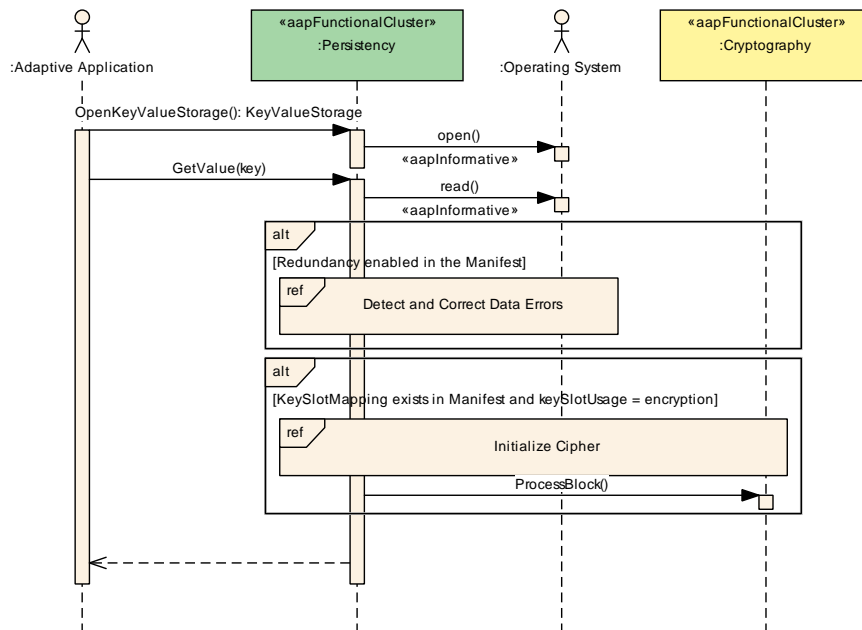 «aapFunctionalCluster»
:Persistency
«aapFunctionalCluster»
:Cryptography
:Adaptive Application
:Operating System
OpenKeyValueStorage(): KeyValueStorage
open()
«aapInformative»
GetValue(key)
read()
«aapInformative»
alt
[Redundancy enabled in the Manifest]
ref
Detect and Correct Data Errors
alt
[KeySlotMapping exists in Manifest and keySlotUsage = encryption]
ref
Initialize Cipher
ProcessBlock()